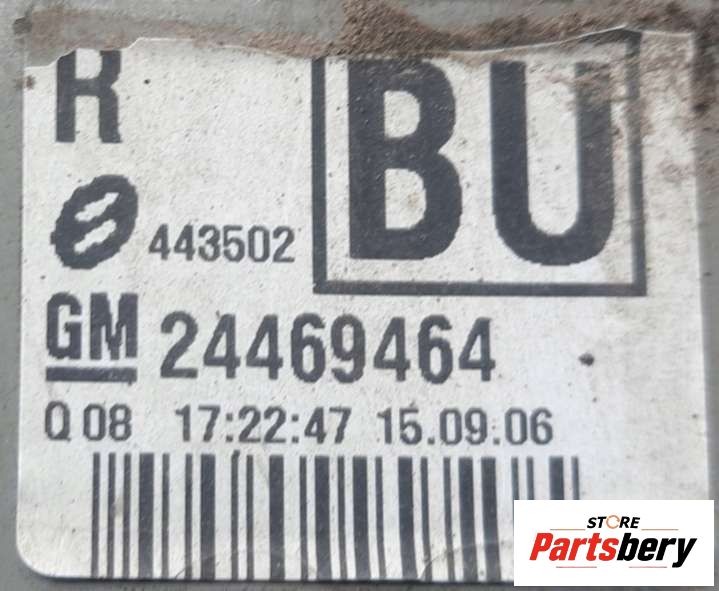 R
BU
443502
GM 24469464
Q 08 17:22:47 15.09.06
STORE
Partsbery